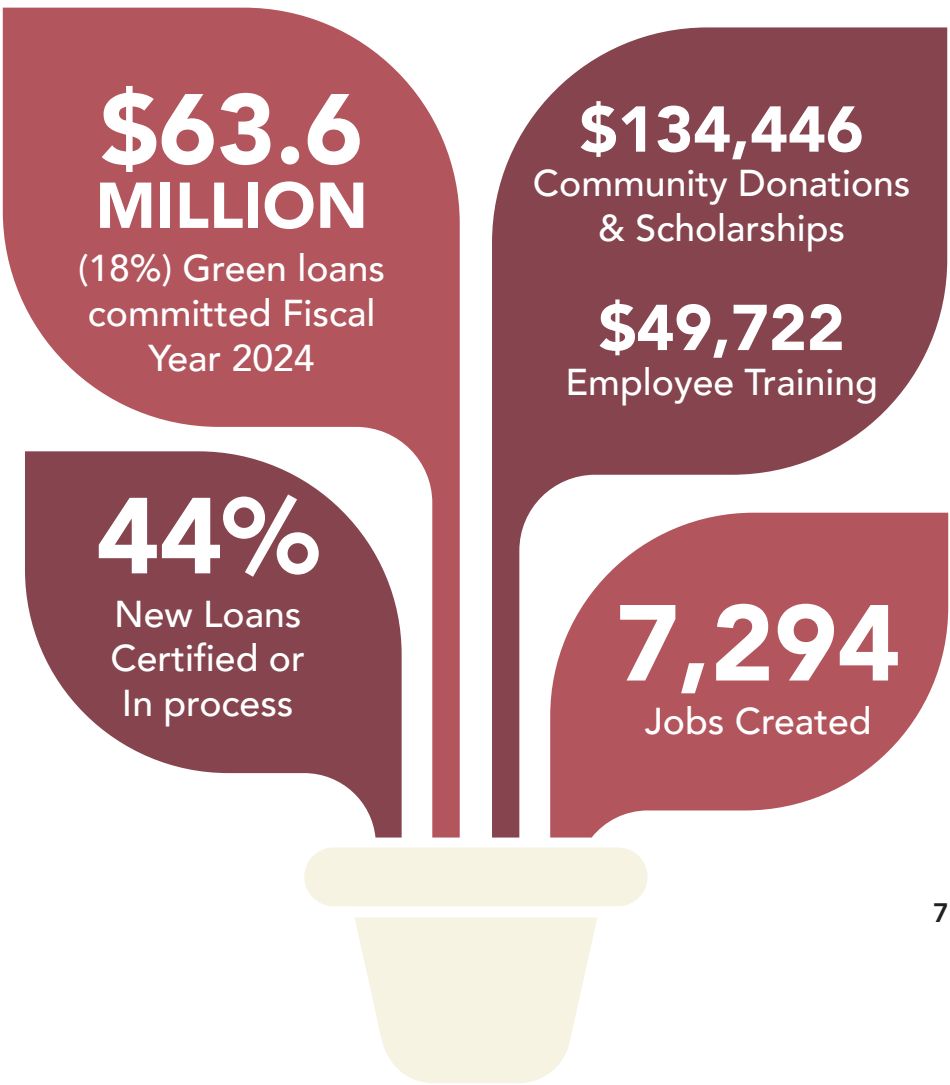 $63.6
MILLION
(18%) Green loans
committed Fiscal
Year 2024
$134,446
Community Donations
& Scholarships
$49,722
Employee Training
44%
New Loans
Certified or
In process
7,294
Jobs Created
7